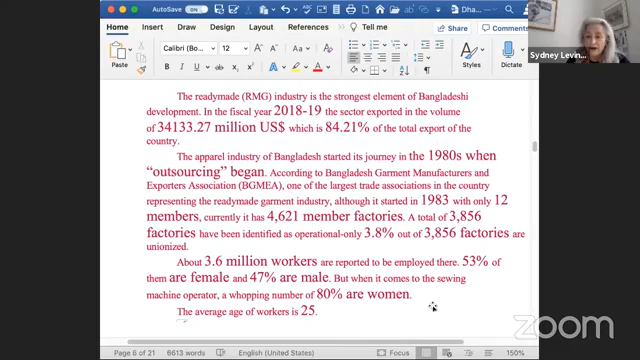 AutoSave ON Dha...
Home Insert Draw Design Layout References Tell me Share Comments
Paste Calibri (Bo... 12 Paragraph Styles Dictate
Sydney Levin...
The readymade (RMG) industry is the strongest element of Bangladeshi
development. In the fiscal year 2018-19 the sector exported in the volume
of 34133.27 million US$ which is 84.21% of the total export of the
country.
The apparel industry of Bangladesh started its journey in the 1980s when
“outsourcing” began. According to Bangladesh Garment Manufacturers and
Exporters Association (BGMEA), one of the largest trade associations in the country
representing the readymade garment industry, although it started in 1983 with only 12
members, currently it has 4,621 member factories. A total of 3,856
factories have been identified as operational-only 3.8% out of 3,856 factories are
unionized.
About 3.6 million workers are reported to be employed there. 53% of
them are female and 47% are male. But when it comes to the sewing
machine operator, a whopping number of 80% are women.
The average age of workers is 25.
Page 6 of 21 6613 words English (United States) Focus 150%
zoom